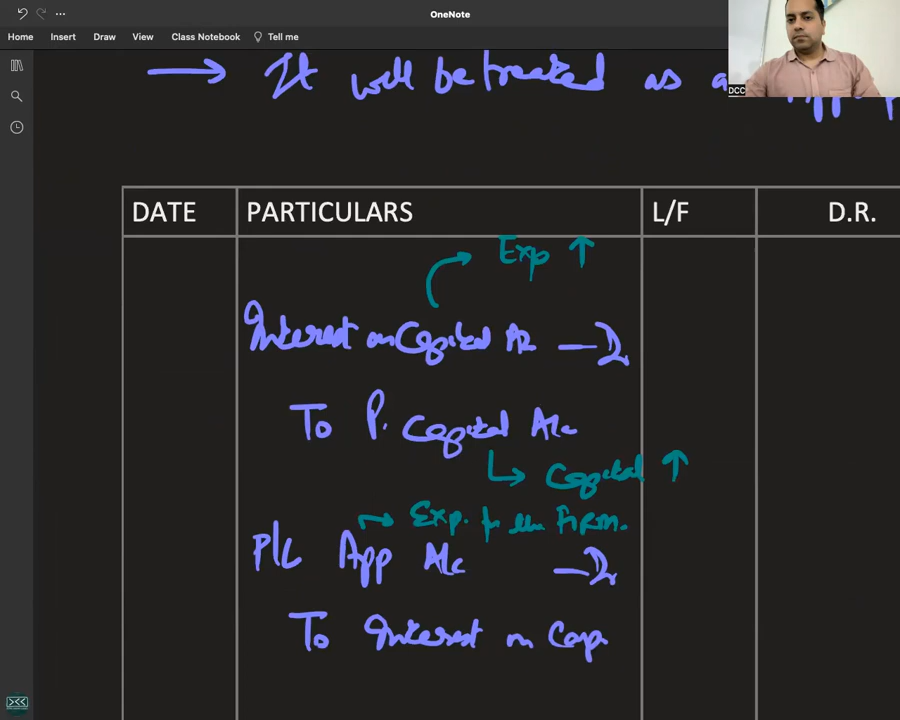 OneNote
Home Insert Draw View Class Notebook Tell me
DCC
→ It will be treated as a
DATE PARTICULARS L/F D.R.
Exp ↑
Interest on Capital A/c — Dr
To P. Capital A/c
↳ Capital ↑
→ Exp. for the Firm.
P/L App A/c — Dr
To Interest on Cap